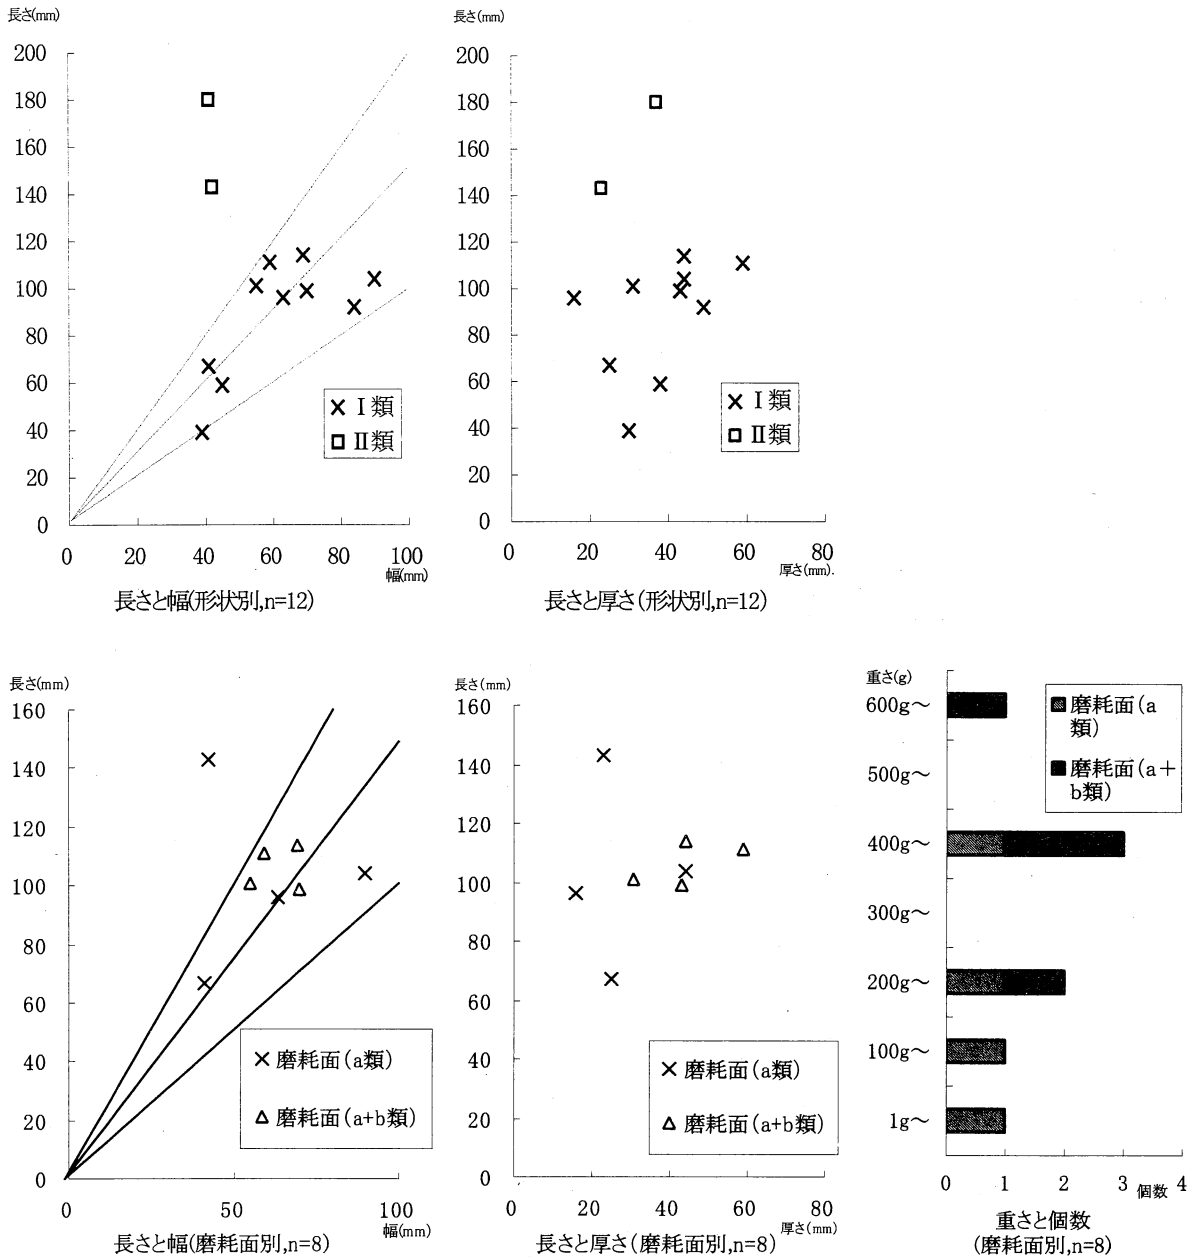 長さ(mm)
200
180
160
140
120
100
80
60
40
20
0
0 20 40 60 80 100
幅(mm)
× Ⅰ類
□ Ⅱ類
長さと幅(形状別,n=12)
長さ(mm)
200
180
160
140
120
100
80
60
40
20
0
0 20 40 60 80
厚さ(mm).
× Ⅰ類
□ Ⅱ類
長さと厚さ(形状別,n=12)
長さ(mm)
160
140
120
100
80
60
40
20
0
0 50 100
幅(mm)
× 磨耗面(a類)
△ 磨耗面(a+b類)
長さと幅(磨耗面別,n=8)
長さ(mm)
160
140
120
100
80
60
40
20
0
0 20 40 60 80
厚さ(mm)
× 磨耗面(a類)
△ 磨耗面(a+b類)
長さと厚さ(磨耗面別,n=8)
重さ(g)
600g～
500g～
400g～
300g～
200g～
100g～
1g～
0 1 2 3 4
個数
磨耗面(a
類)
磨耗面(a＋
b類)
重さと個数
(磨耗面別,n=8)